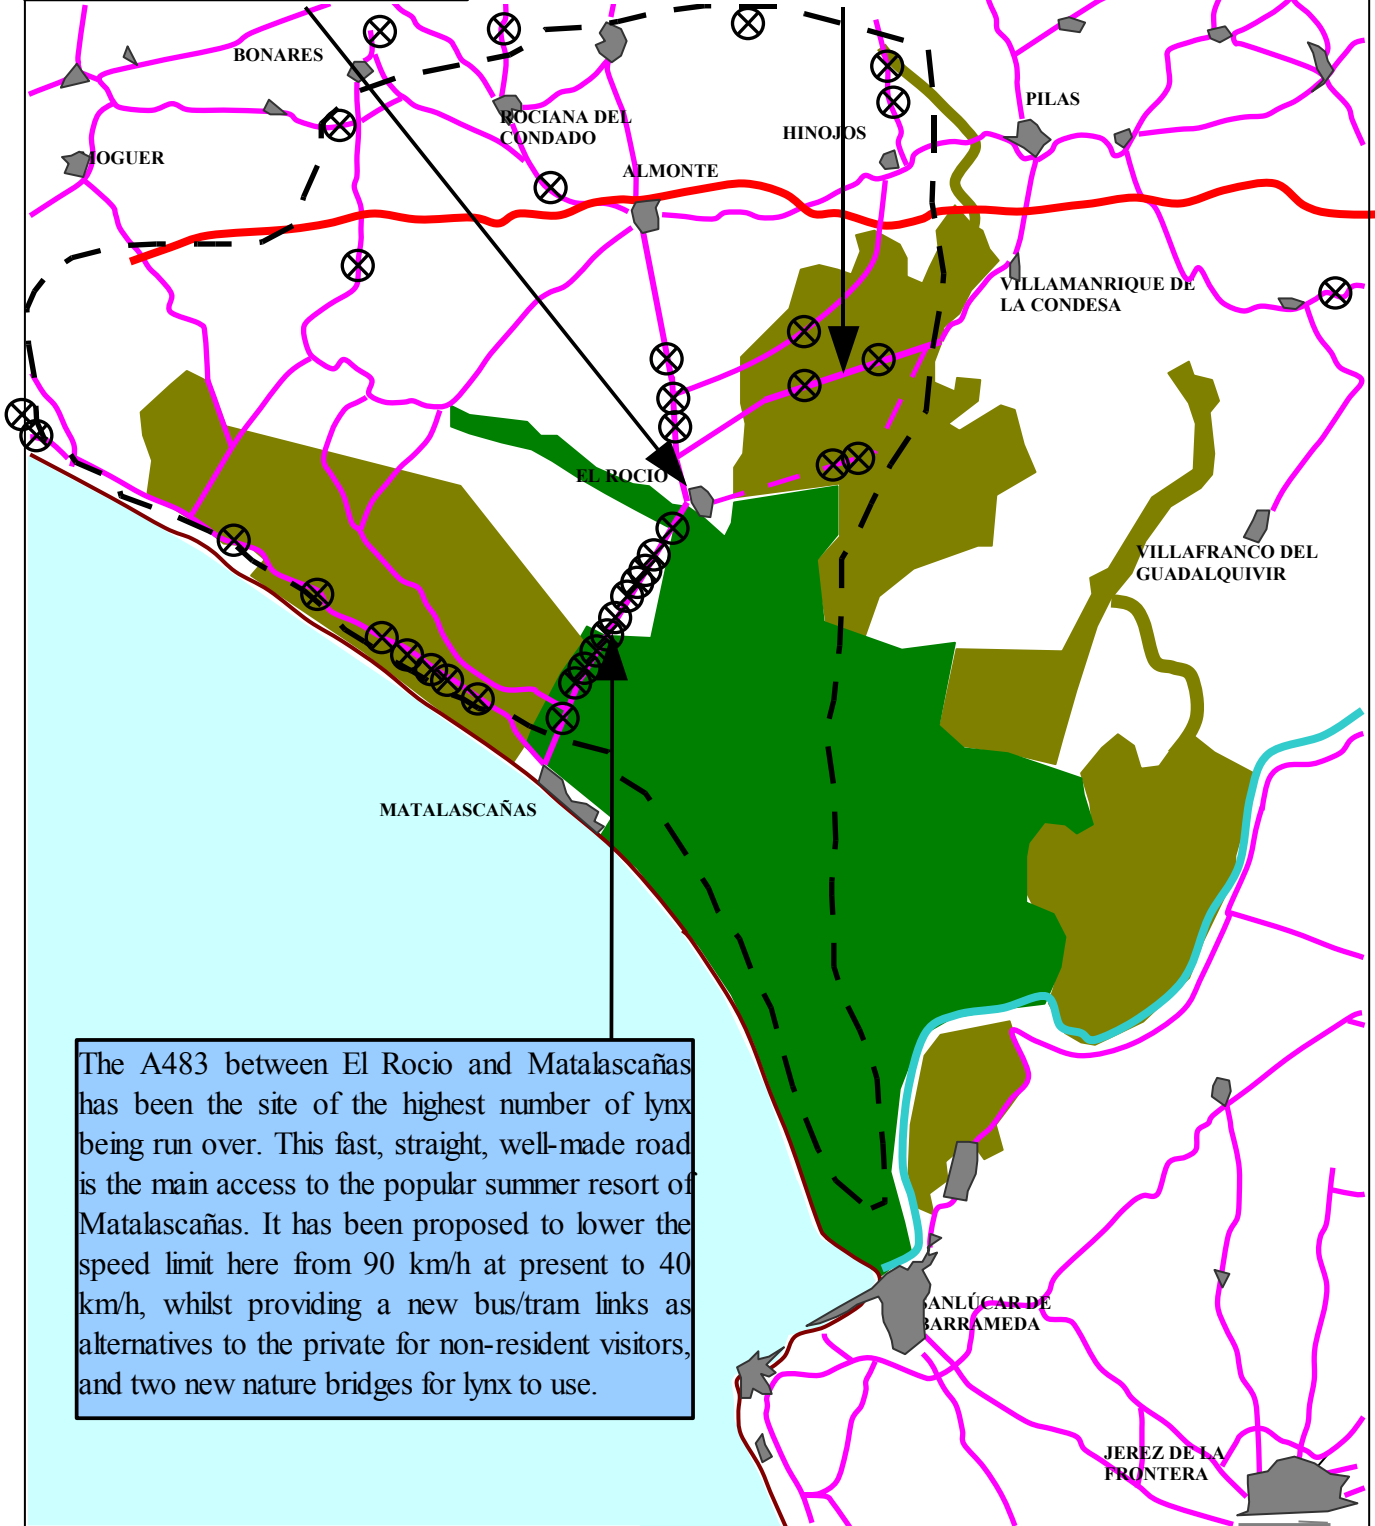 BONARES
ROCIANA DEL
CONDADO
PILAS
HINOJOS
MOGUER
ALMONTE
VILLAMANRIQUE DE
LA CONDESA
EL ROCIO
VILLAFRANCO DEL
GUADALQUIVIR
MATALASCAÑAS
The A483 between El Rocio and Matalascañas
has been the site of the highest number of lynx
being run over. This fast, straight, well-made road
is the main access to the popular summer resort of
Matalascañas. It has been proposed to lower the
speed limit here from 90 km/h at present to 40
km/h, whilst providing a new bus/tram links as
alternatives to the private for non-resident visitors,
and two new nature bridges for lynx to use.
SANLÚCAR DE
BARRAMEDA
JEREZ DE LA
FRONTERA